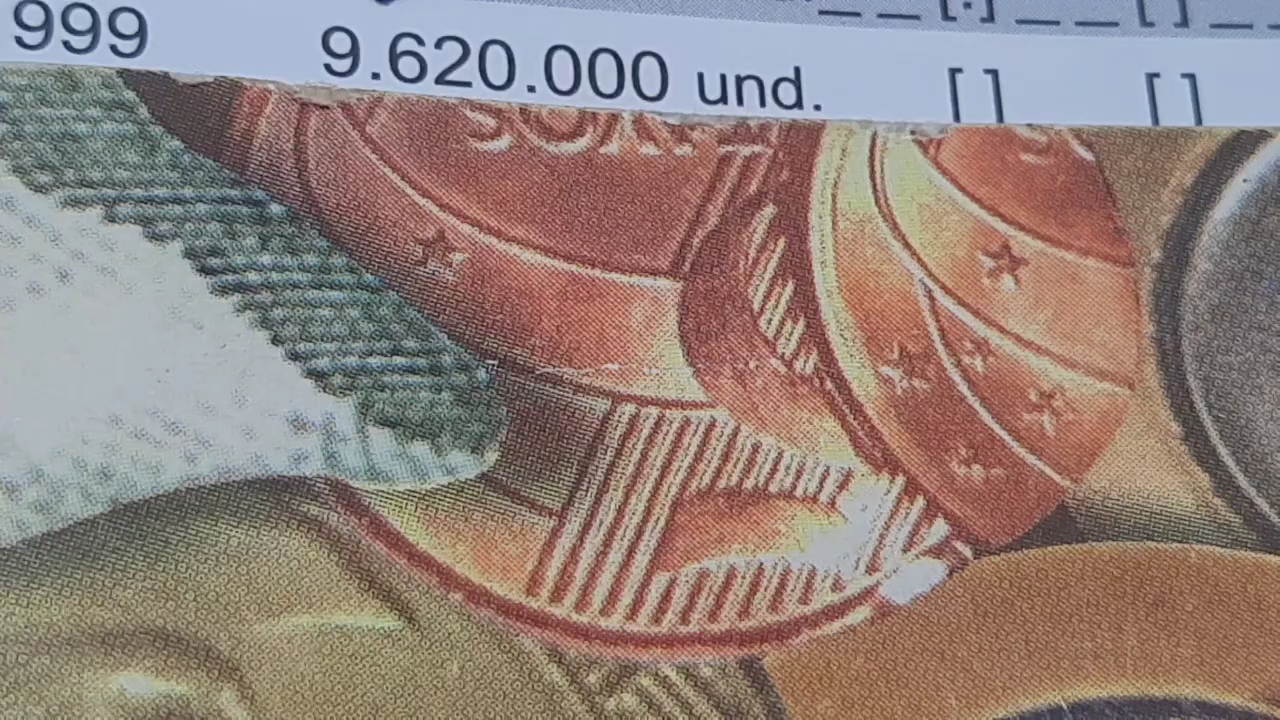 999 9.620.000 und. [ ] [ ]